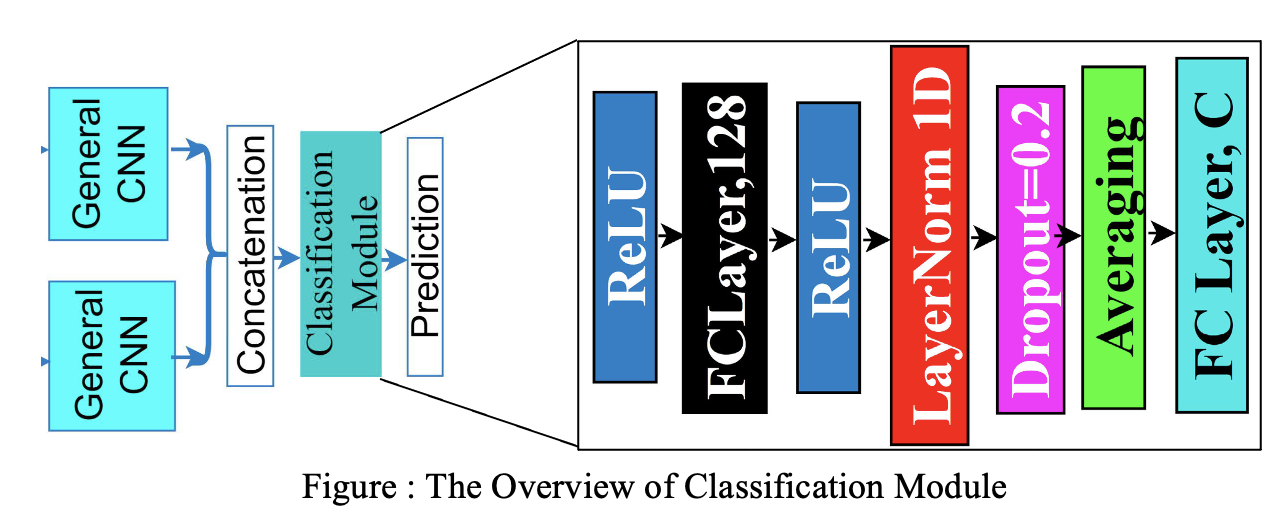 General
CNN
General
CNN
Concatenation
Classification
Module
Prediction
ReLU
FCLayer,128
ReLU
LayerNorm 1D
Dropout=0.2
Averaging
FC Layer, C
Figure : The Overview of Classification Module